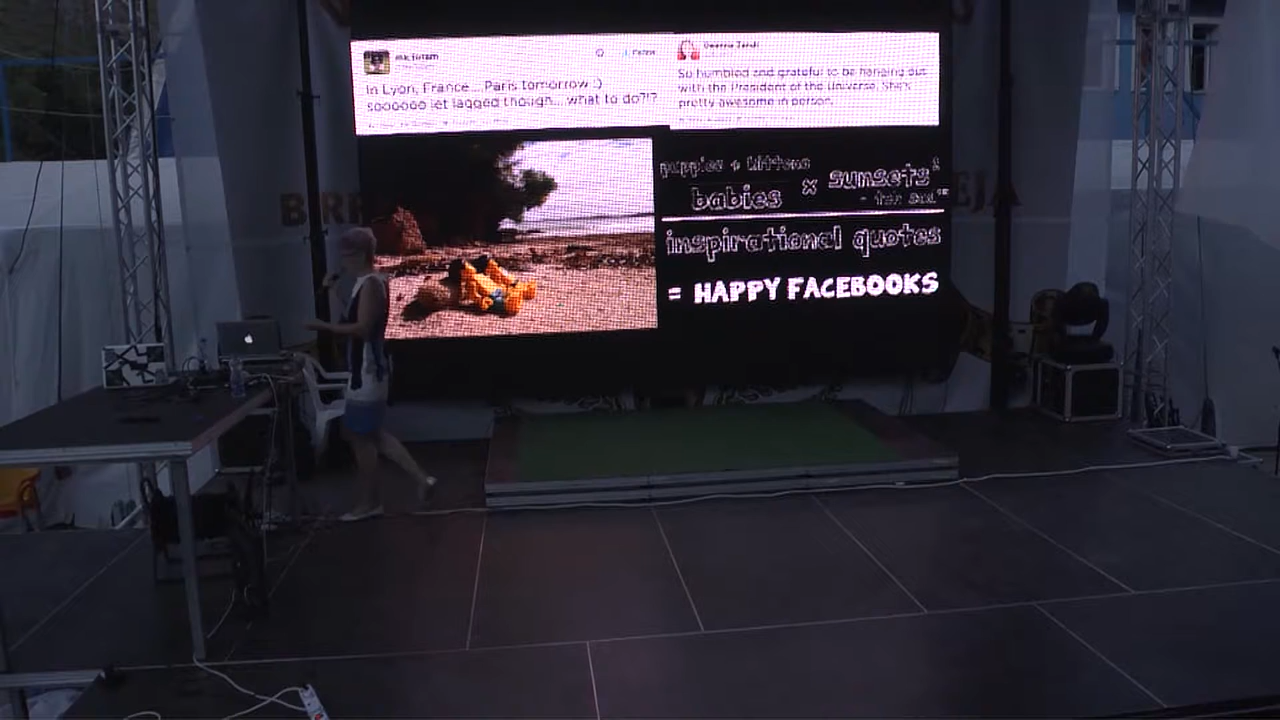 In Lyon, France... Paris tomorrow :)
soooooo jet lagged though... what to do?!?
So humbled and grateful to be hanging out
with the President of the Universe. She's
pretty awesome in person.
puppies + kittens
babies x sunsets
inspirational quotes
= HAPPY FACEBOOKS